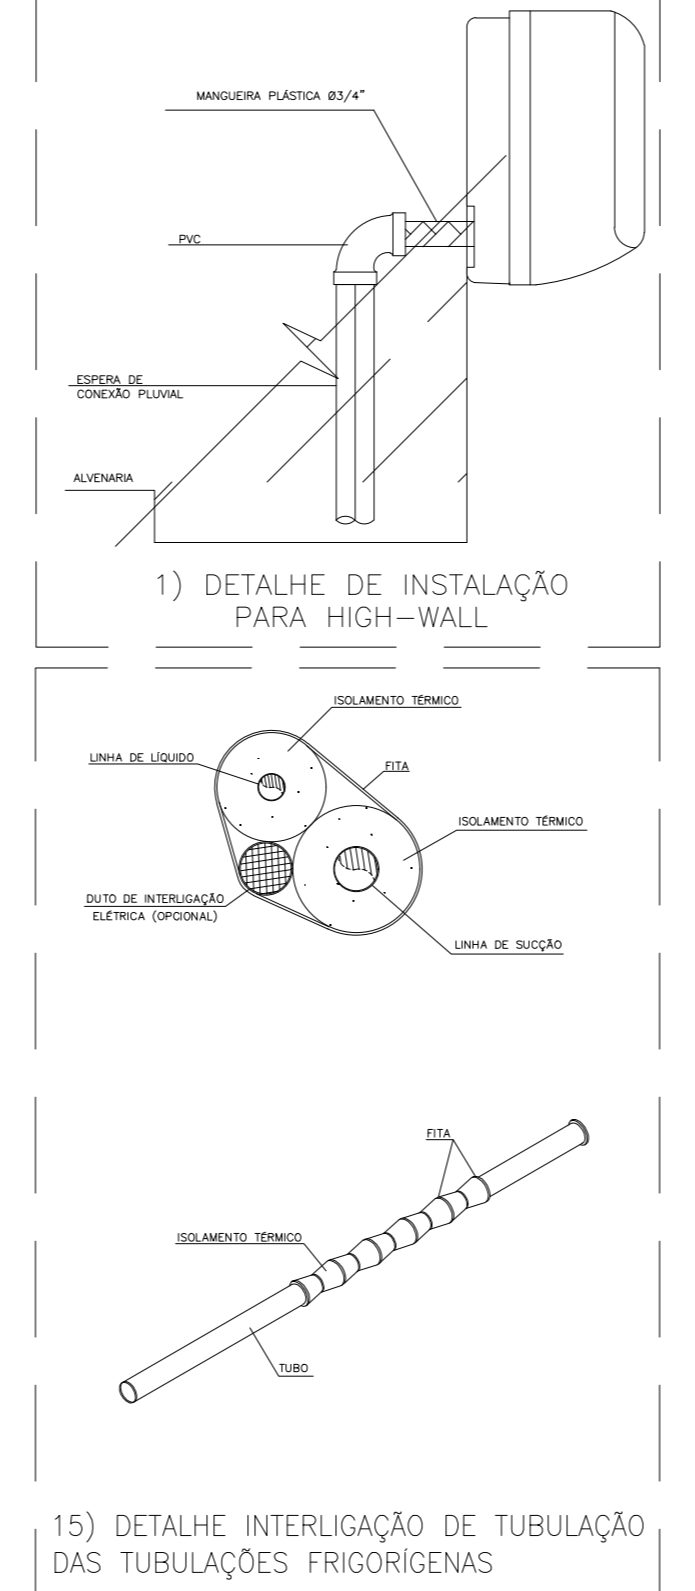 MANGUEIRA PLÁSTICA Ø3/4"
PVC
ESPERA DE
CONEXÃO PLUVIAL
ALVENARIA
1) DETALHE DE INSTALAÇÃO
PARA HIGH-WALL
ISOLAMENTO TÉRMICO
LINHA DE LÍQUIDO
FITA
ISOLAMENTO TÉRMICO
DUTO DE INTERLIGAÇÃO
ELÉTRICA (OPCIONAL)
LINHA DE SUCÇÃO
FITA
ISOLAMENTO TÉRMICO
TUBO
15) DETALHE INTERLIGAÇÃO DE TUBULAÇÃO
DAS TUBULAÇÕES FRIGORÍGENAS